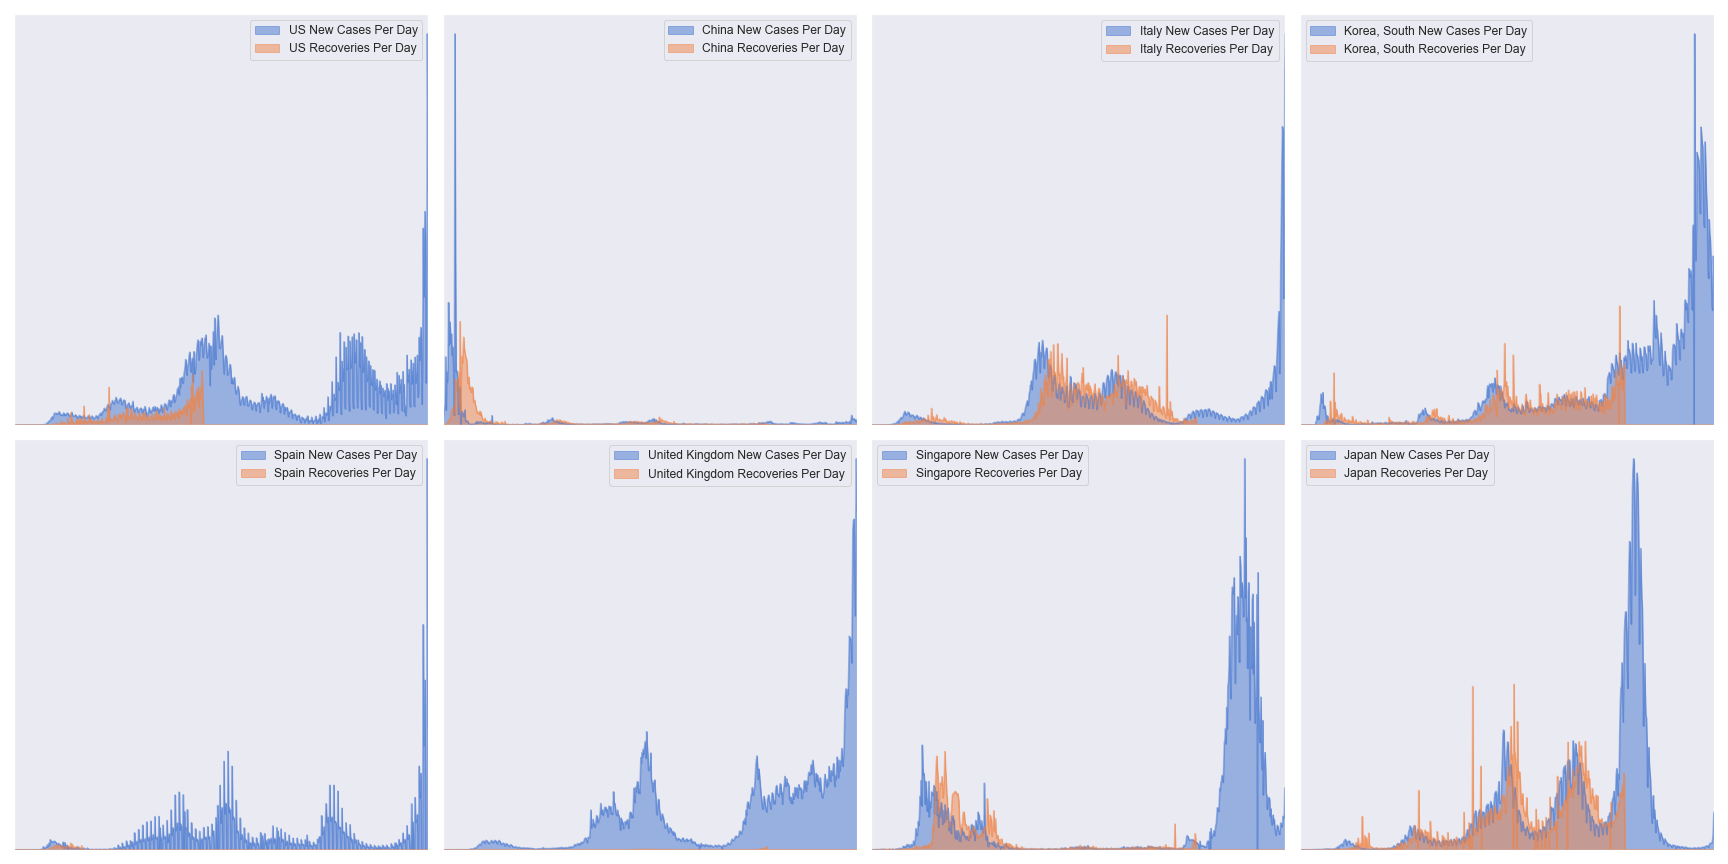 US New Cases Per Day
US Recoveries Per Day
China New Cases Per Day
China Recoveries Per Day
Italy New Cases Per Day
Italy Recoveries Per Day
Korea, South New Cases Per Day
Korea, South Recoveries Per Day
Spain New Cases Per Day
Spain Recoveries Per Day
United Kingdom New Cases Per Day
United Kingdom Recoveries Per Day
Singapore New Cases Per Day
Singapore Recoveries Per Day
Japan New Cases Per Day
Japan Recoveries Per Day